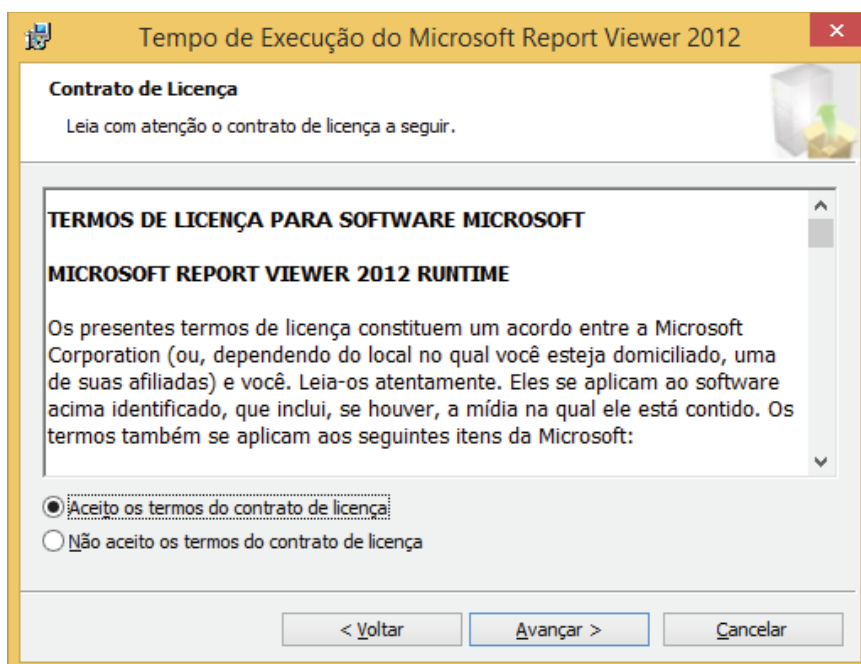 Tempo de Execução do Microsoft Report Viewer 2012
Contrato de Licença
Leia com atenção o contrato de licença a seguir.
TERMOS DE LICENÇA PARA SOFTWARE MICROSOFT
MICROSOFT REPORT VIEWER 2012 RUNTIME
Os presentes termos de licença constituem um acordo entre a Microsoft
Corporation (ou, dependendo do local no qual você esteja domiciliado, uma
de suas afiliadas) e você. Leia-os atentamente. Eles se aplicam ao software
acima identificado, que inclui, se houver, a mídia na qual ele está contido. Os
termos também se aplicam aos seguintes itens da Microsoft:
Aceito os termos do contrato de licença
Não aceito os termos do contrato de licença
< Voltar Avançar > Cancelar